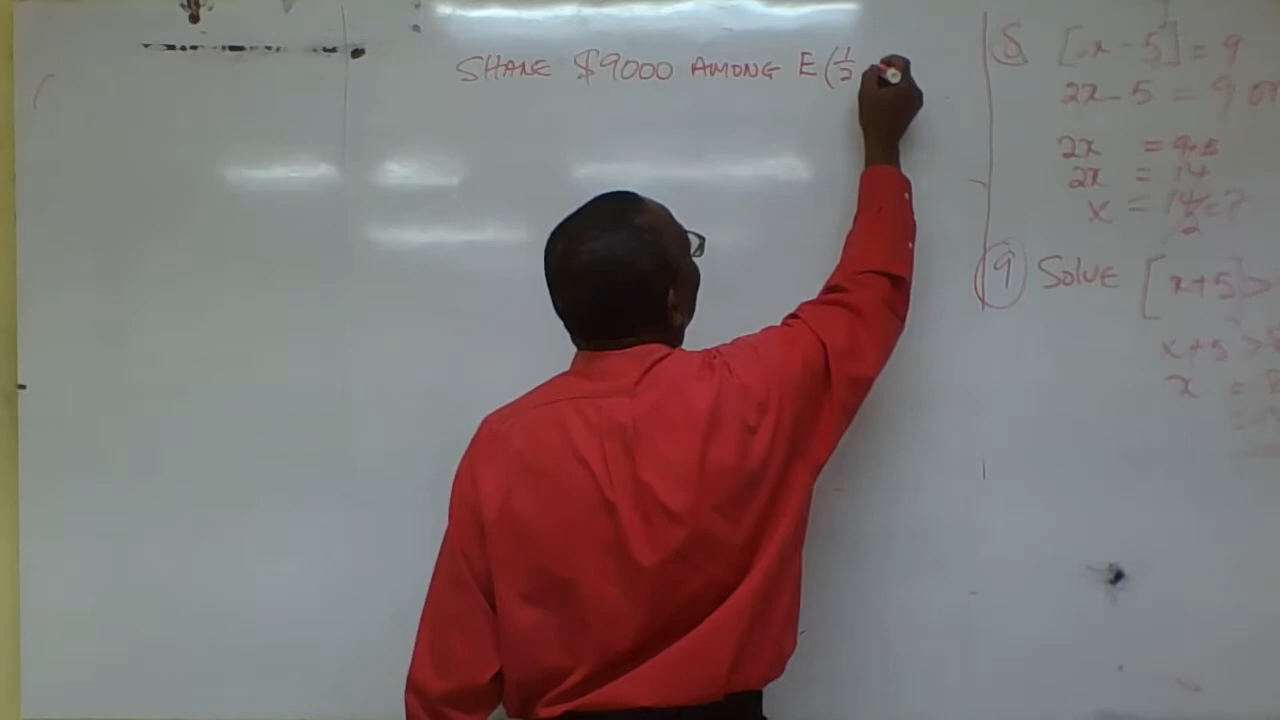 SHARE $9000 AMONG E(1/2
8 [2x - 5] = 9
2x - 5 = 9 or
2x = 9+5
2x = 14
x = 14/2 = 7
9 Solve [x+5] >
x+5 >
x =